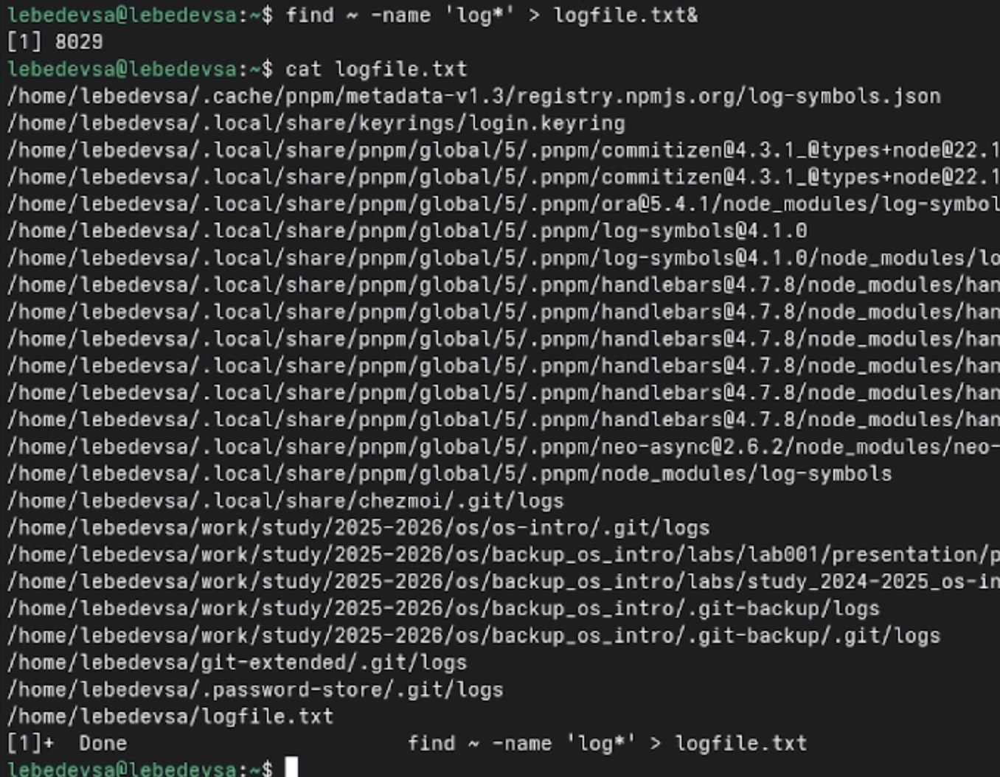 lebedevsa@lebedevsa:~$ find ~ -name 'log*' > logfile.txt&
[1] 8029
lebedevsa@lebedevsa:~$ cat logfile.txt
/home/lebedevsa/.cache/pnpm/metadata-v1.3/registry.npmjs.org/log-symbols.json
/home/lebedevsa/.local/share/keyrings/login.keyring
/home/lebedevsa/.local/share/pnpm/global/5/.pnpm/commitizen@4.3.1_@types+node@22.1
/home/lebedevsa/.local/share/pnpm/global/5/.pnpm/commitizen@4.3.1_@types+node@22.1
/home/lebedevsa/.local/share/pnpm/global/5/.pnpm/ora@5.4.1/node_modules/log-symbol
/home/lebedevsa/.local/share/pnpm/global/5/.pnpm/log-symbols@4.1.0
/home/lebedevsa/.local/share/pnpm/global/5/.pnpm/log-symbols@4.1.0/node_modules/lo
/home/lebedevsa/.local/share/pnpm/global/5/.pnpm/handlebars@4.7.8/node_modules/han
/home/lebedevsa/.local/share/pnpm/global/5/.pnpm/handlebars@4.7.8/node_modules/han
/home/lebedevsa/.local/share/pnpm/global/5/.pnpm/handlebars@4.7.8/node_modules/han
/home/lebedevsa/.local/share/pnpm/global/5/.pnpm/handlebars@4.7.8/node_modules/han
/home/lebedevsa/.local/share/pnpm/global/5/.pnpm/handlebars@4.7.8/node_modules/han
/home/lebedevsa/.local/share/pnpm/global/5/.pnpm/handlebars@4.7.8/node_modules/han
/home/lebedevsa/.local/share/pnpm/global/5/.pnpm/neo-async@2.6.2/node_modules/neo-
/home/lebedevsa/.local/share/pnpm/global/5/.pnpm/node_modules/log-symbols
/home/lebedevsa/.local/share/chezmoi/.git/logs
/home/lebedevsa/work/study/2025-2026/os/os-intro/.git/logs
/home/lebedevsa/work/study/2025-2026/os/backup_os_intro/labs/lab001/presentation/p
/home/lebedevsa/work/study/2025-2026/os/backup_os_intro/labs/study_2024-2025_os-in
/home/lebedevsa/work/study/2025-2026/os/backup_os_intro/.git-backup/logs
/home/lebedevsa/work/study/2025-2026/os/backup_os_intro/.git-backup/.git/logs
/home/lebedevsa/git-extended/.git/logs
/home/lebedevsa/.password-store/.git/logs
/home/lebedevsa/logfile.txt
[1]+  Done                       find ~ -name 'log*' > logfile.txt
lebedevsa@lebedevsa:~$